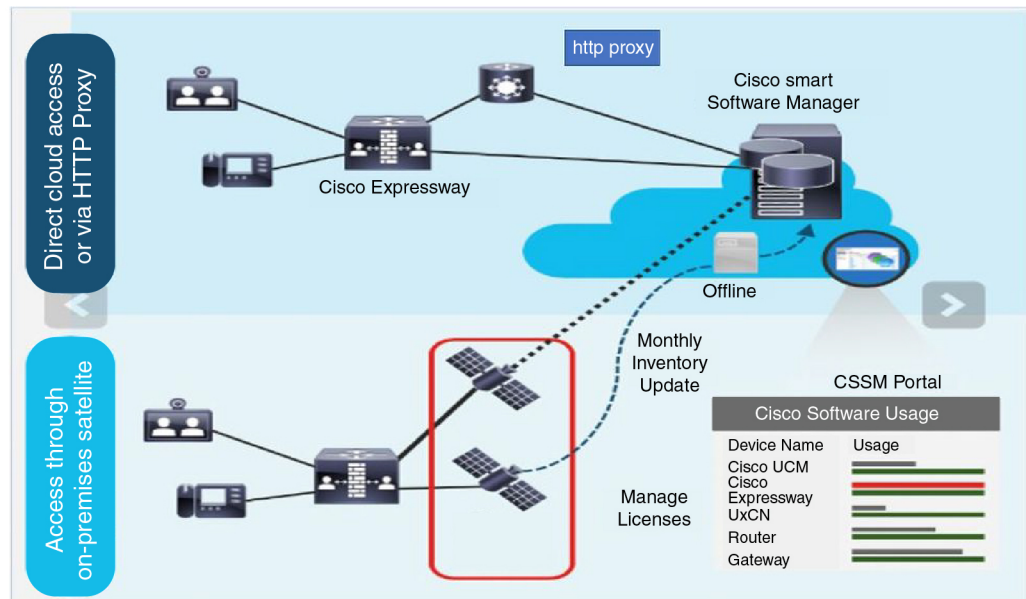 Direct cloud access
or via HTTP Proxy
http proxy
Cisco smart
Software Manager
Cisco Expressway
Offline
Access through
on-premises satellite
Monthly
Inventory
Update
Manage
Licenses
CSSM Portal
Cisco Software Usage
Device Name Usage
Cisco UCM
Cisco
Expressway
UxCN
Router
Gateway